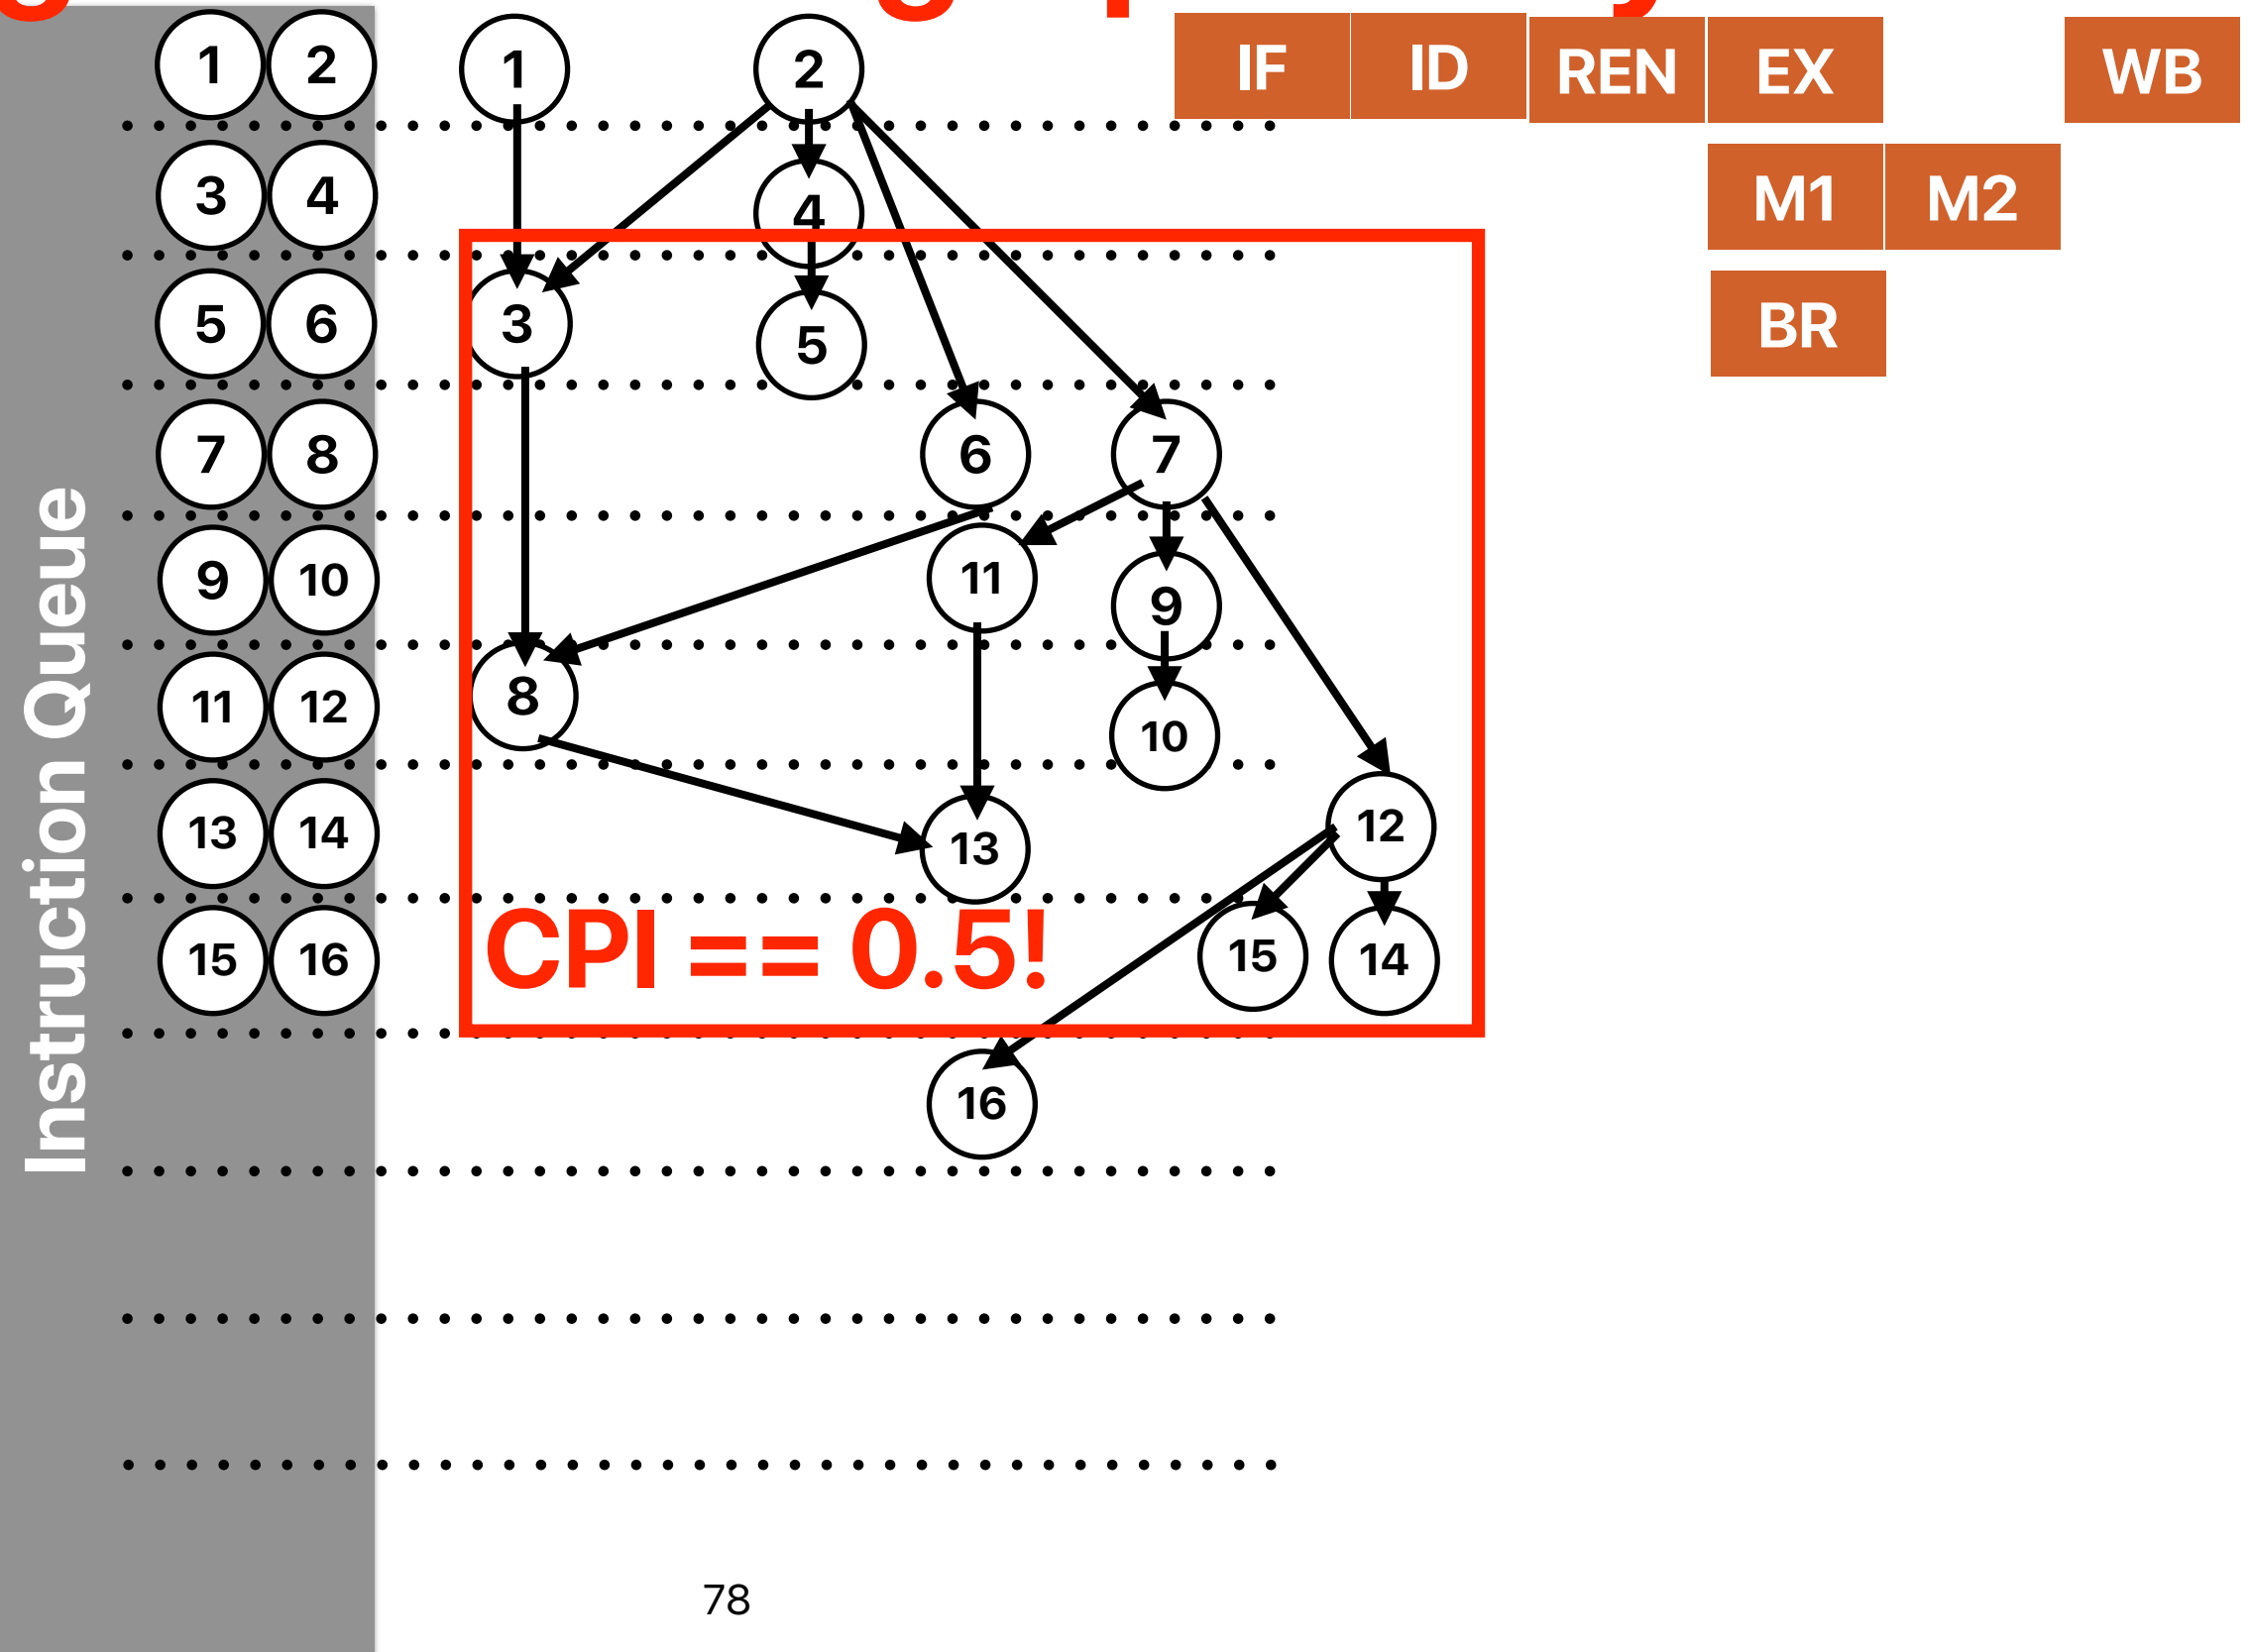 1 2 1 2 IF ID REN EX WB
3 4 4 M1 M2
5 6 3 5 BR
7 8 6 7
9 10 11 9
11 12 8 10
13 14 13 12
15 16 CPI == 0.5! 15 14
16
Instruction Queue
78